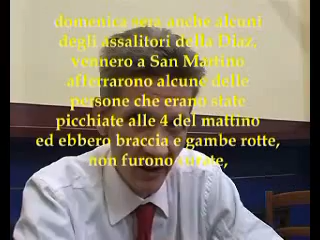 domenica sera anche alcuni
degli assalitori della Diaz,
vennero a San Martino
afferrarono alcune delle
persone che erano state
picchiate alle 4 del mattino
ed ebbero braccia e gambe rotte,
non furono curate,